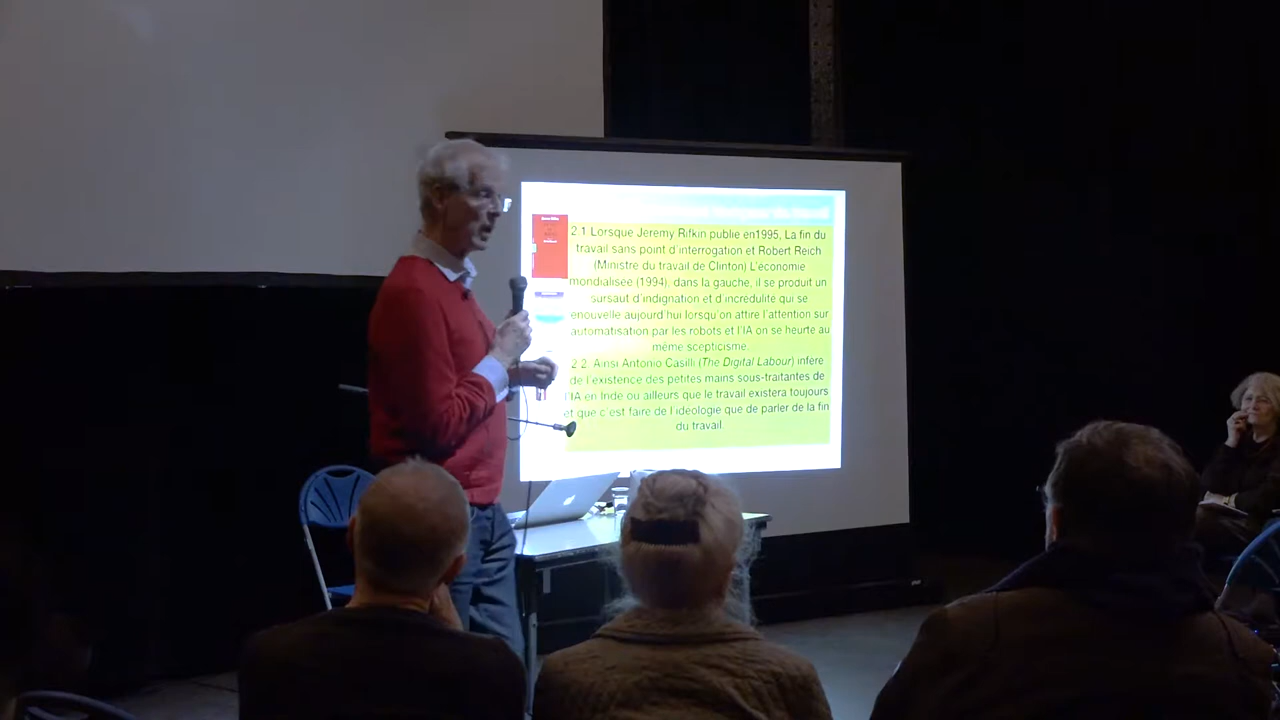 2.1 Lorsque Jeremy Rifkin publie en1995, La fin du
travail sans point d'interrogation et Robert Reich
(Ministre du travail de Clinton) L'économie
mondialisée (1994), dans la gauche, il se produit un
sursaut d'indignation et d'incrédulité qui se
enouvelle aujourd'hui lorsqu'on attire l'attention sur
automatisation par les robots et l'IA on se heurte au
même scepticisme.
2.2. Ainsi Antonio Casilli (The Digital Labour) infère
de l'existence des petites mains sous-traitantes de
l'IA en Inde ou ailleurs que le travail existera toujours
et que c'est faire de l'idéologie que de parler de la fin
du travail.